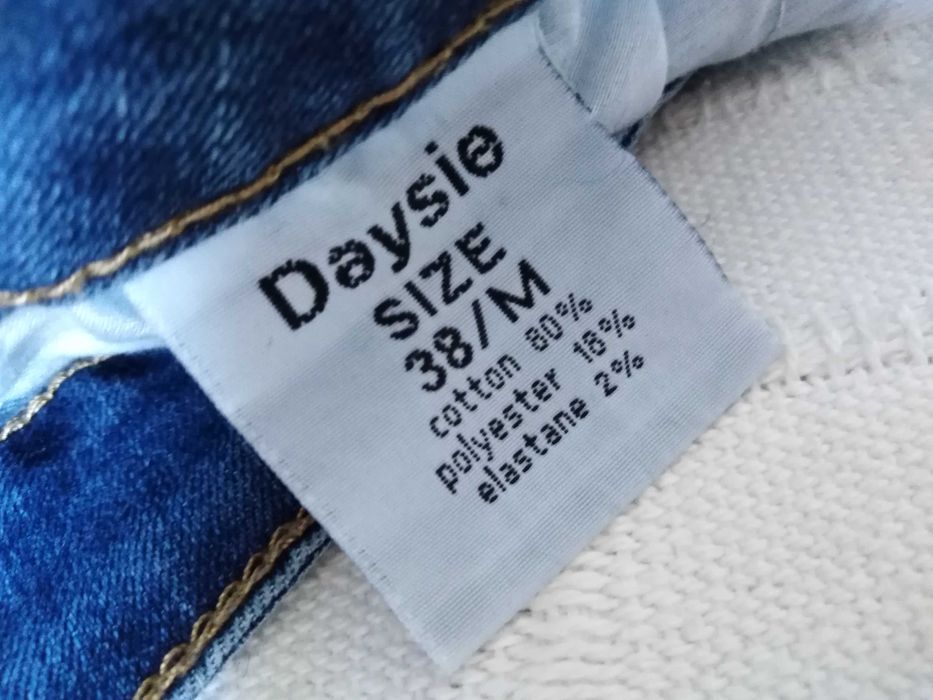 Daysie
SIZE
38/M
cotton 80%
polyester 18%
elastane 2%